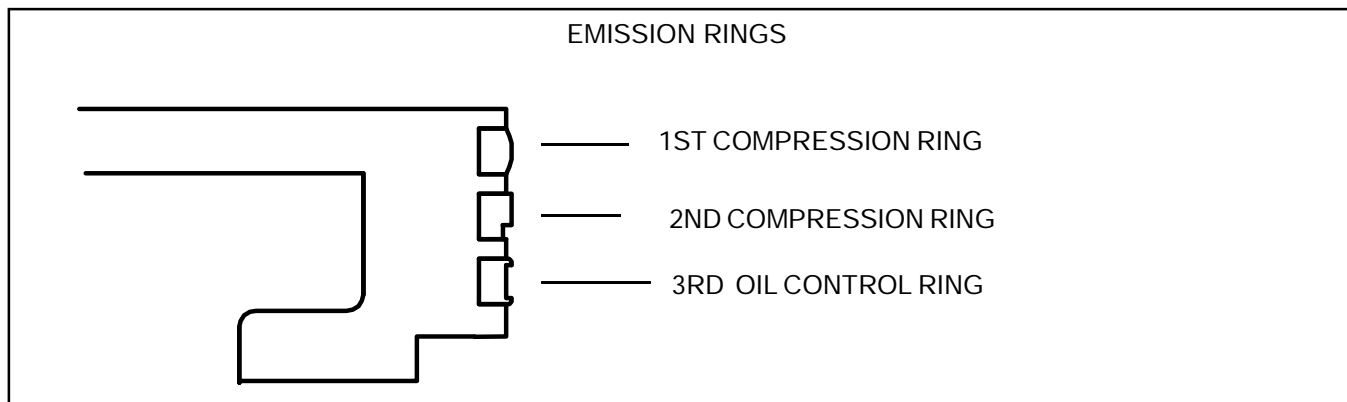 EMISSION RINGS
1ST COMPRESSION RING
2ND COMPRESSION RING
3RD OIL CONTROL RING